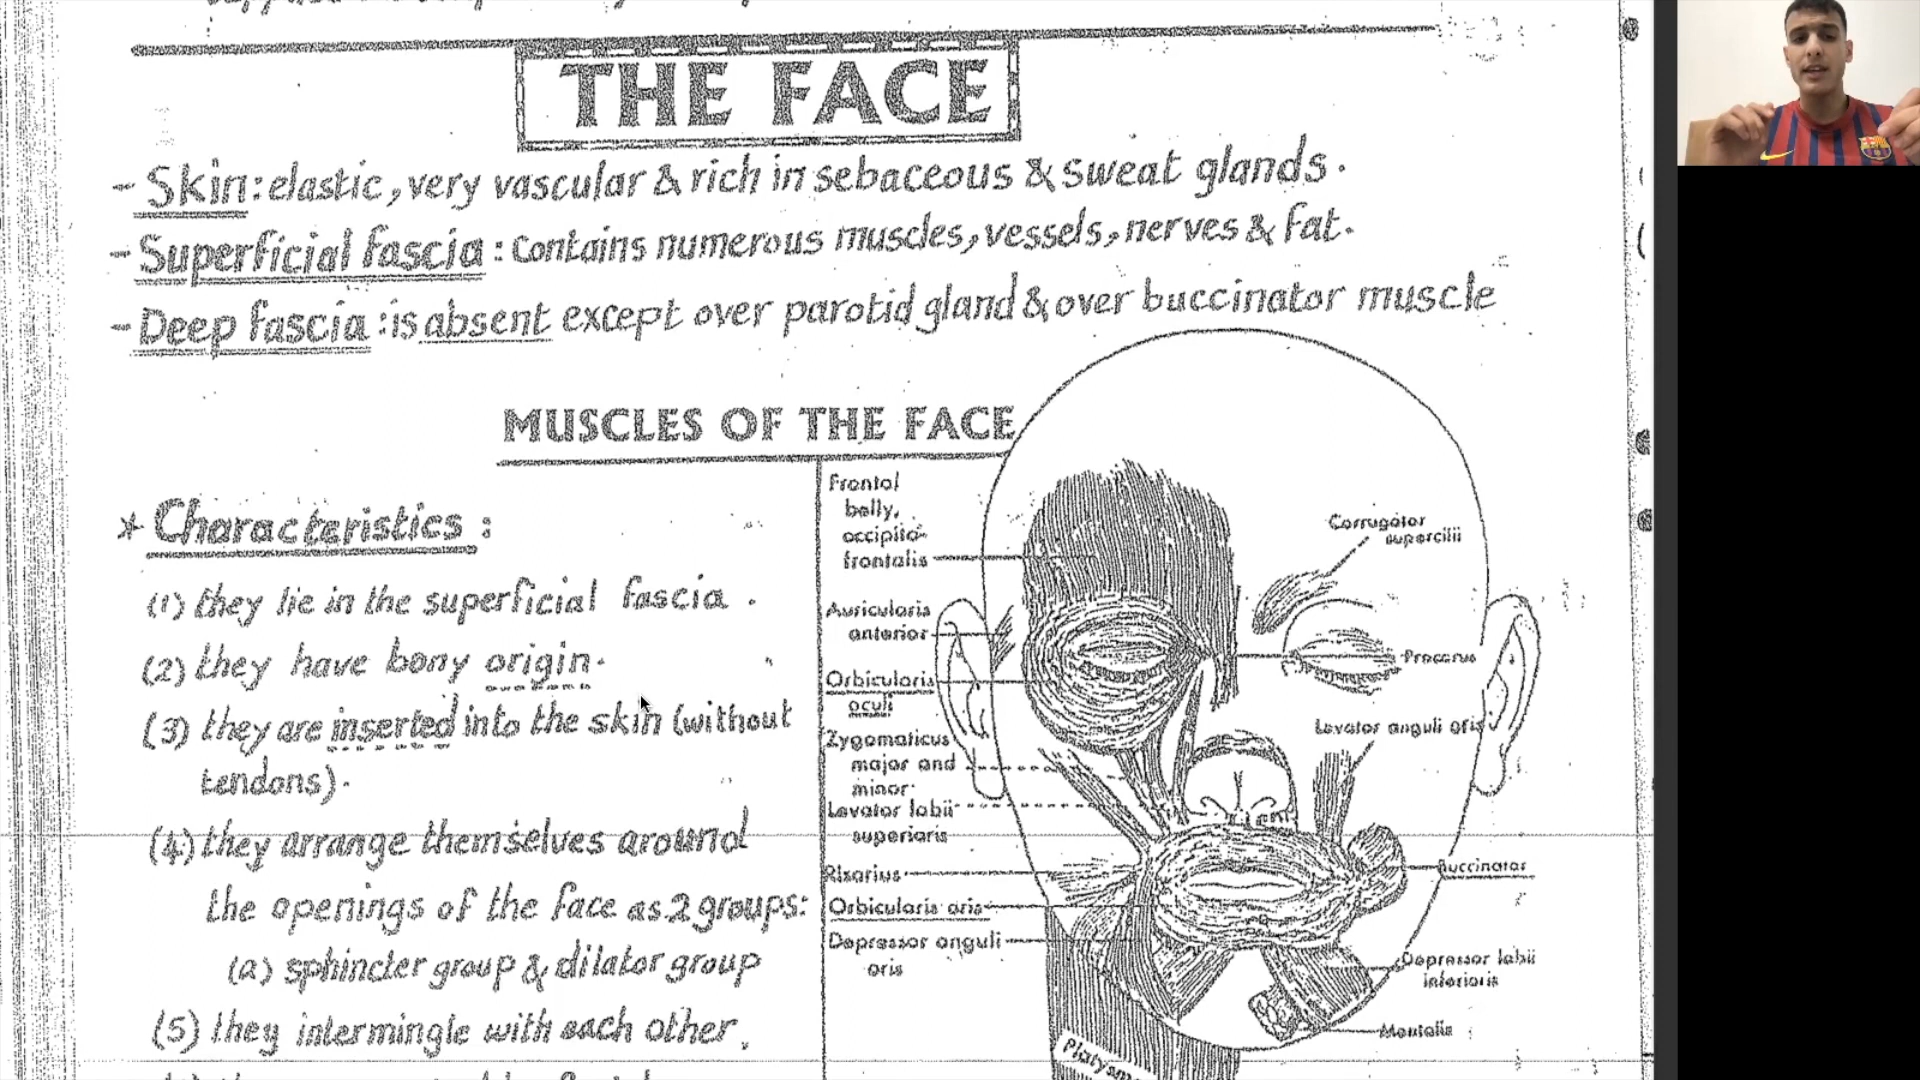 THE FACE
- Skin: elastic, very vascular & rich in sebaceous & sweat glands.
- Superficial fascia: contains numerous muscles, vessels, nerves & fat.
- Deep fascia: is absent except over parotid gland & over buccinator muscle
MUSCLES OF THE FACE
* Characteristics:
(1) they lie in the superficial fascia.
(2) they have bony origin.
(3) they are inserted into the skin (without
tendons).
(4) they arrange themselves around
the openings of the face as 2 groups:
(a) sphincter group & dilator group
(5) they intermingle with each other.
Frontal
belly,
occipito-
frontalis
Auricularis
anterior
Orbicularis
oculi
Zygomaticus
major and
minor
Levator labii
superioris
Risorius
Orbicularis oris
Depressor anguli
oris
Corrugator
supercilii
Procerus
Levator anguli oris
Buccinator
Depressor labii
inferioris
Mentalis